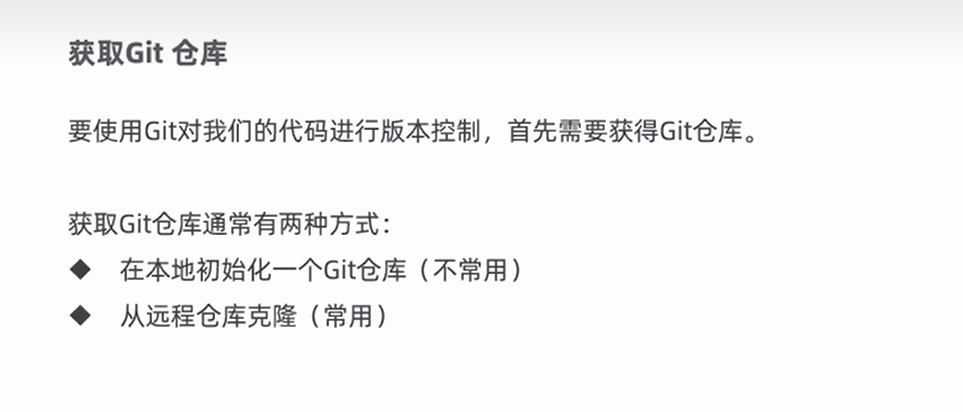 获取Git 仓库
要使用Git对我们的代码进行版本控制，首先需要获得Git仓库。
获取Git仓库通常有两种方式：
◆ 在本地初始化一个Git仓库（不常用）
◆ 从远程仓库克隆（常用）